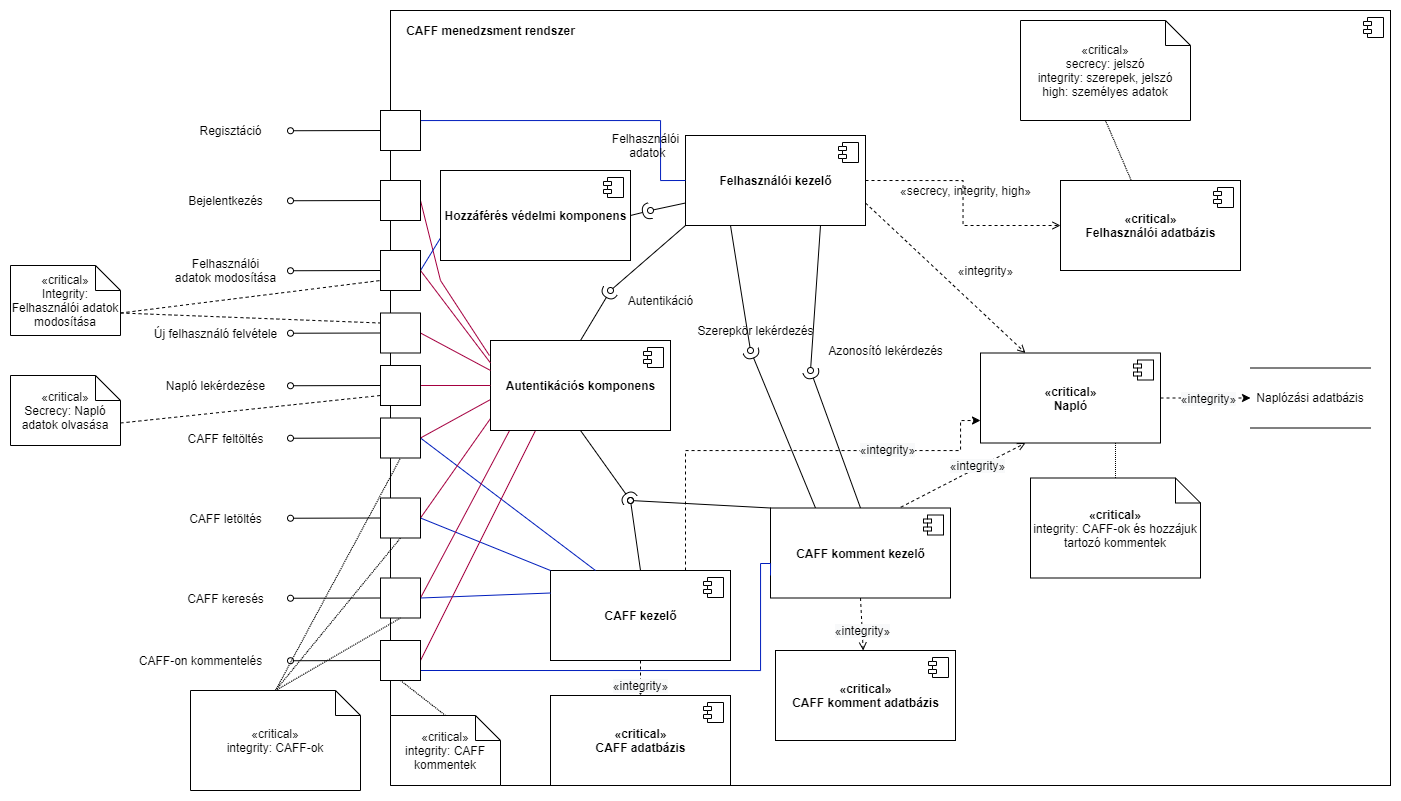 CAFF menedzsment rendszer
«critical»
secrecy: jelszó
integrity: szerepek, jelszó
high: személyes adatok
Regisztáció
Felhasználói
adatok
Felhasználói kezelő
«secrecy, integrity, high»
«critical»
Felhasználói adatbázis
Bejelentkezés
Hozzáférés védelmi komponens
Felhasználói
adatok modosítása
«critical»
Integrity:
Felhasználói adatok
modosítása
«integrity»
Autentikáció
Új felhasználó felvétele
Szerepkör lekérdezés
Azonosító lekérdezés
Napló lekérdezése
Autentikációs komponens
«critical»
Napló
«integrity»
Naplózási adatbázis
«critical»
Secrecy: Napló
adatok olvasása
CAFF feltöltés
«integrity»
«integrity»
CAFF letöltés
«critical»
integrity: CAFF-ok és hozzájuk
tartozó kommentek
CAFF komment kezelő
CAFF keresés
CAFF kezelő
«integrity»
CAFF-on kommentelés
«integrity»
«critical»
CAFF komment adatbázis
«critical»
integrity: CAFF-ok
«critical»
integrity: CAFF
kommentek
«critical»
CAFF adatbázis